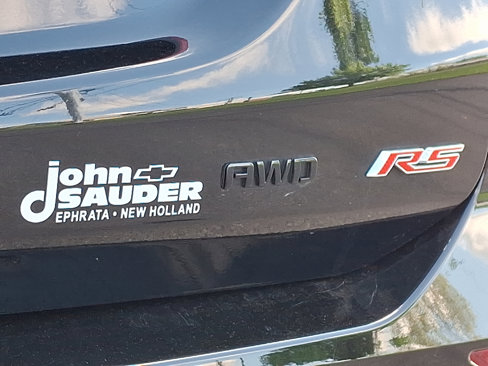 john
SAUDER
EPHRATA • NEW HOLLAND
AWD
RS